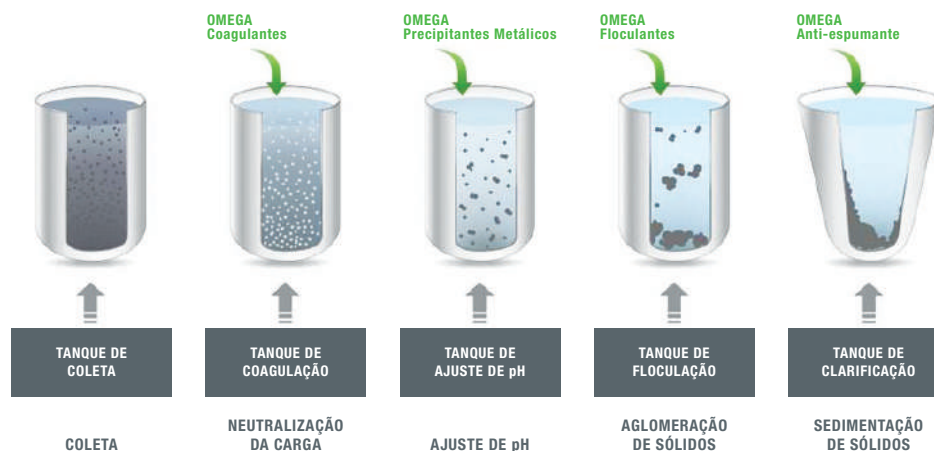 OMEGA
Coagulantes
OMEGA
Precipitantes Metálicos
OMEGA
Floculantes
OMEGA
Anti-espumante
TANQUE DE
COLETA
TANQUE DE
COAGULAÇÃO
TANQUE DE
AJUSTE DE pH
TANQUE DE
FLOCULAÇÃO
TANQUE DE
CLARIFICAÇÃO
COLETA
NEUTRALIZAÇÃO
DA CARGA
AJUSTE DE pH
AGLOMERAÇÃO
DE SÓLIDOS
SEDIMENTAÇÃO
DE SÓLIDOS